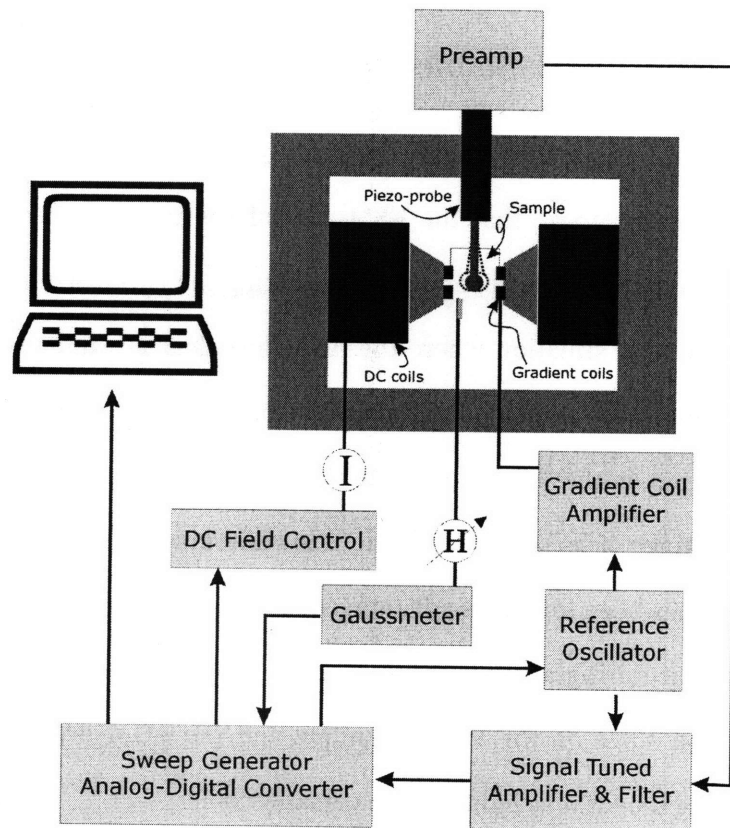 Preamp
Piezo-probe
Sample
DC coils
Gradient coils
I
Gradient Coil
Amplifier
DC Field Control
H
Gaussmeter
Reference
Oscillator
Sweep Generator
Analog-Digital Converter
Signal Tuned
Amplifier & Filter